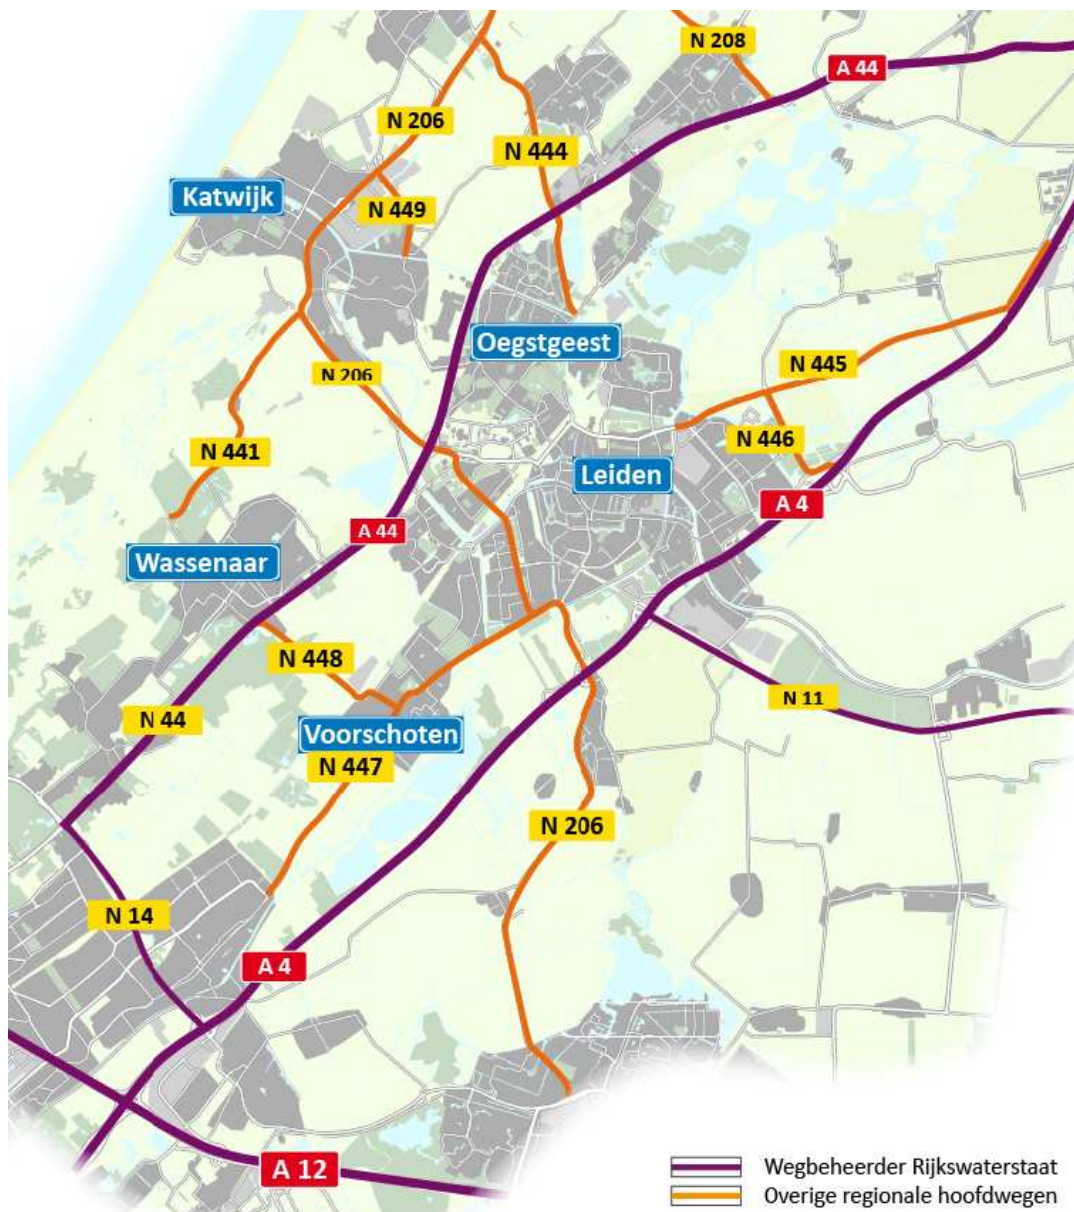 N 208
A 44
N 206
N 444
Katwijk
N 449
Oegstgeest
N 445
N 206
N 446
N 441
Leiden
A 4
A 44
Wassenaar
N 448
N 11
N 44
Voorschoten
N 447
N 206
N 14
A 4
A 12
Wegbeheerder Rijkswaterstaat
Overige regionale hoofdwegen